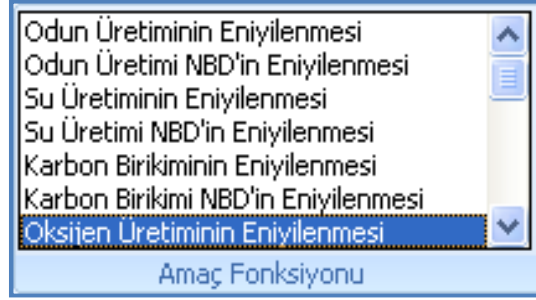 Odun Üretiminin Eniyilenmesi
Odun Üretimi NBD'in Eniyilenmesi
Su Üretiminin Eniyilenmesi
Su Üretimi NBD'in Eniyilenmesi
Karbon Birikiminin Eniyilenmesi
Karbon Birikimi NBD'in Eniyilenmesi
Oksijen Üretiminin Eniyilenmesi
Amaç Fonksiyonu